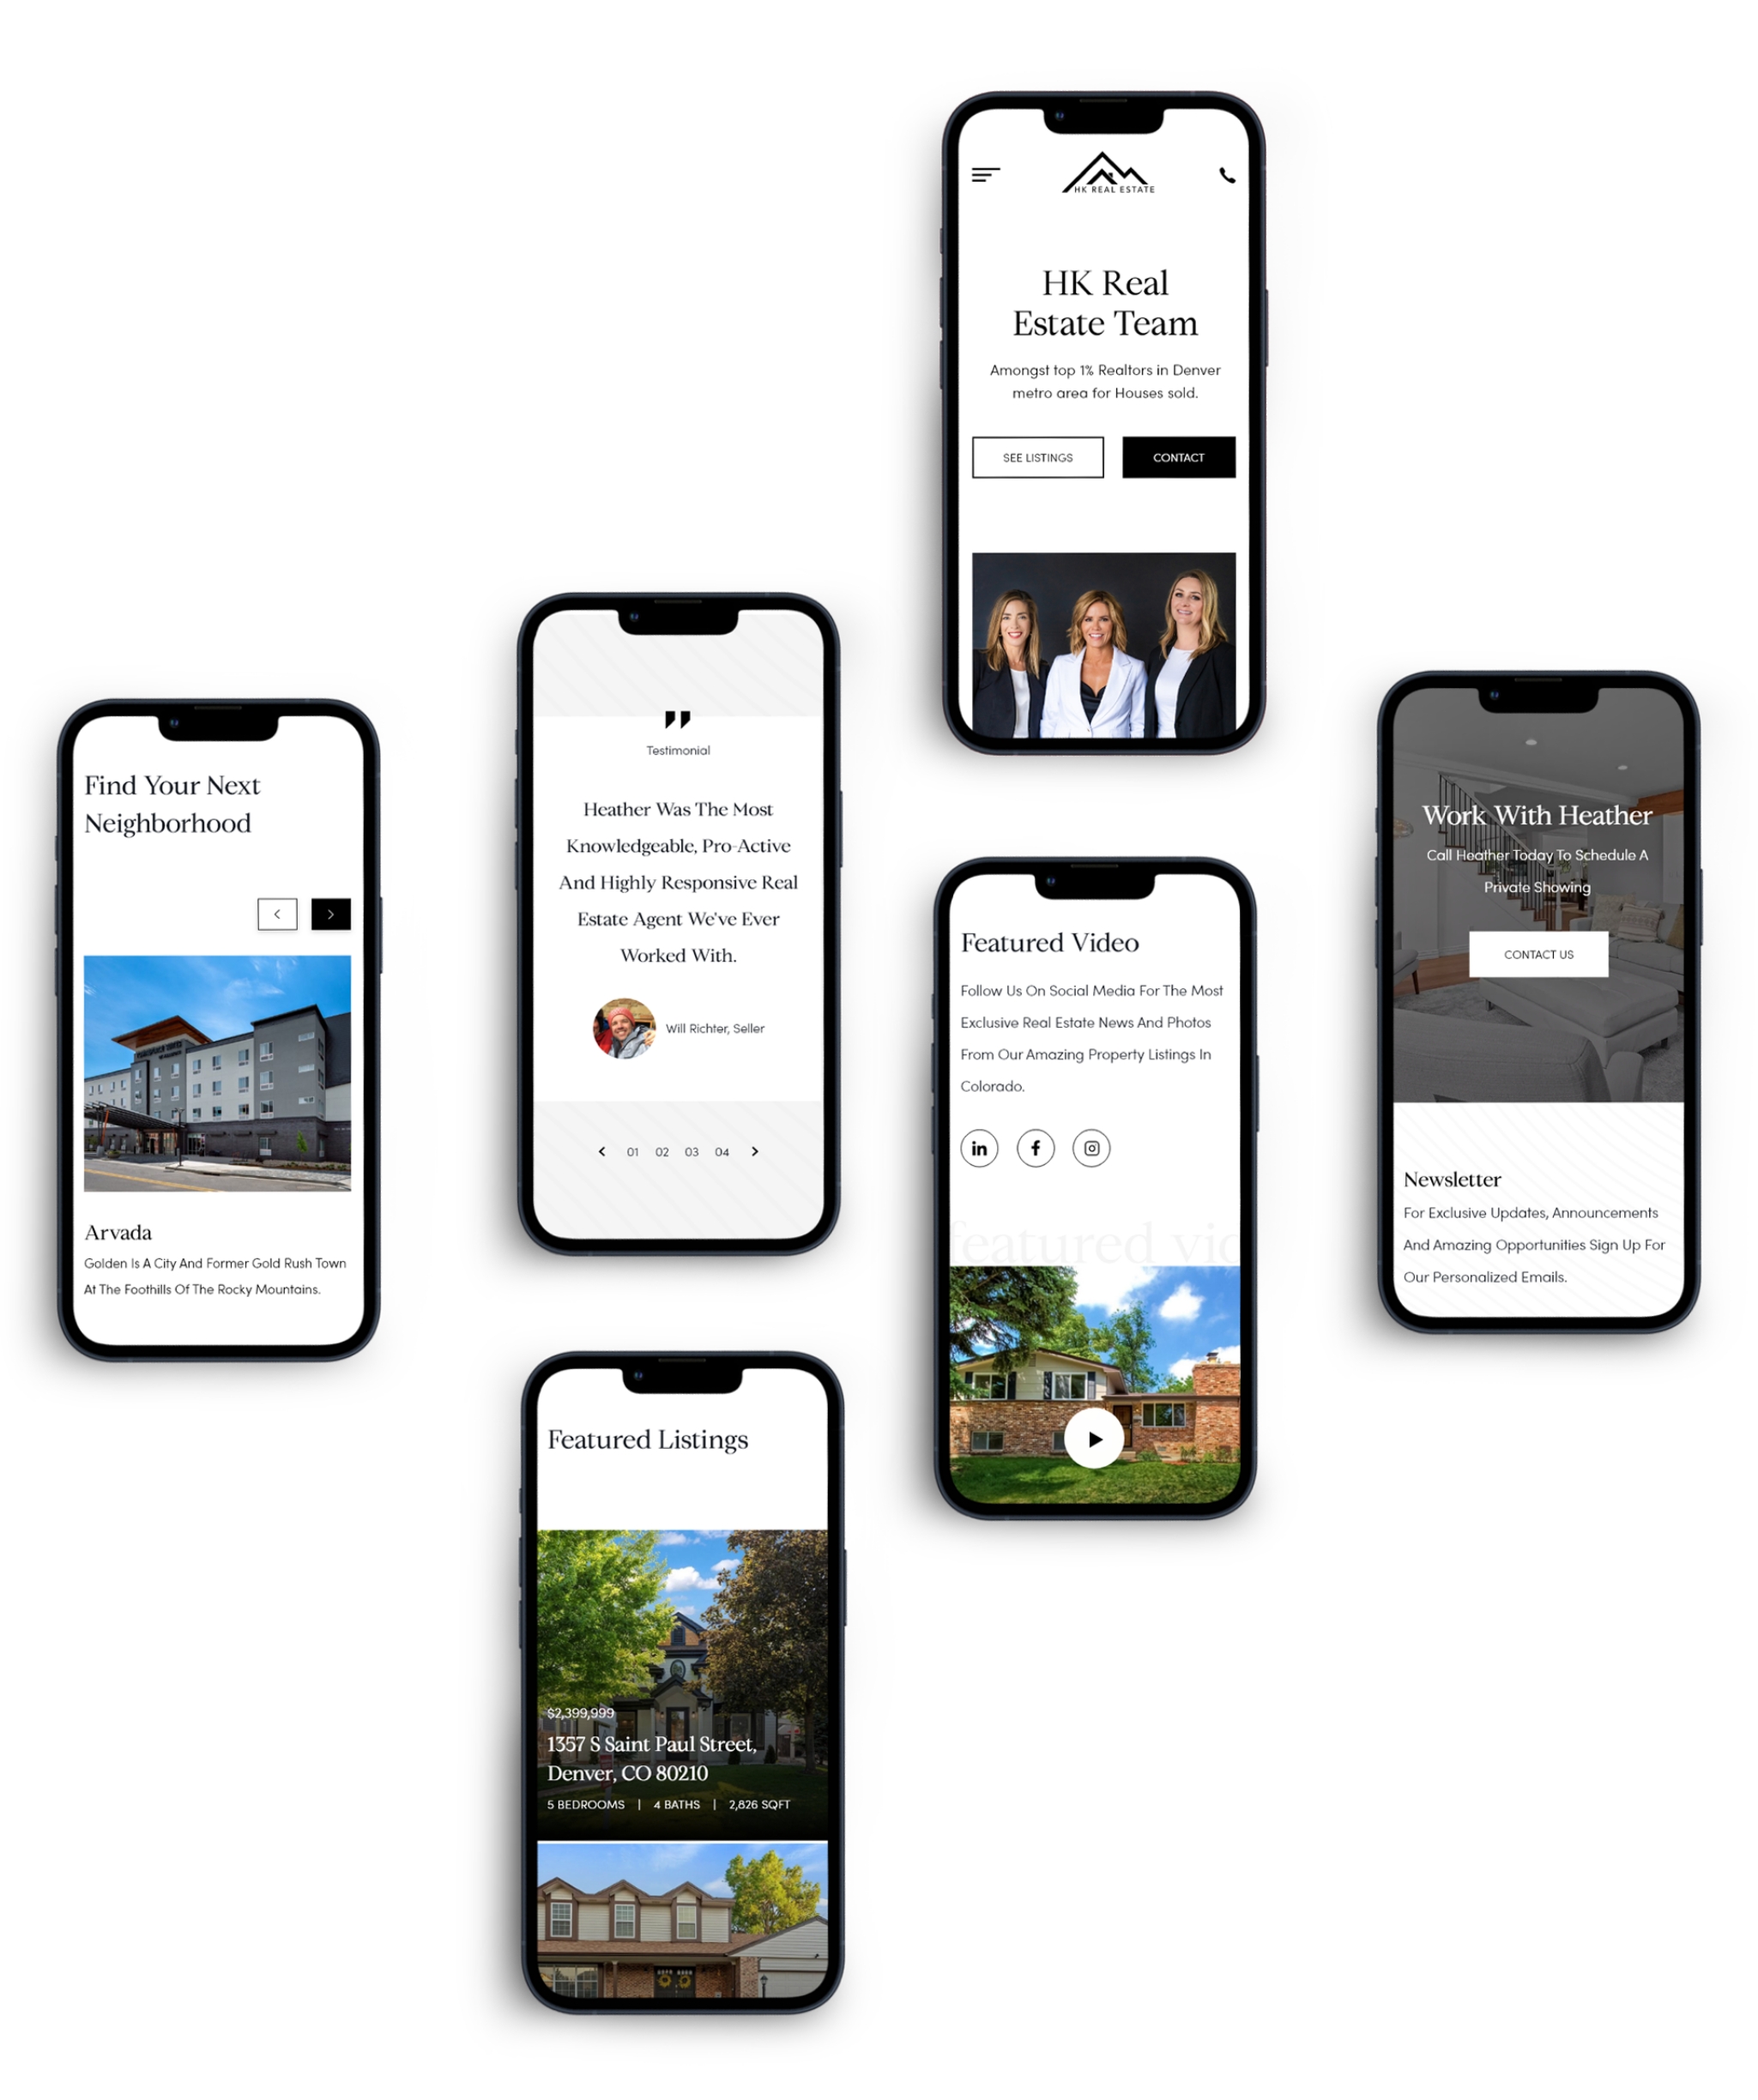 HK REAL ESTATE
HK Real
Estate Team
Amongst top 1% Realtors in Denver
metro area for Houses sold.
SEE LISTINGS
CONTACT
Testimonial
Heather Was The Most
Knowledgeable, Pro-Active
And Highly Responsive Real
Estate Agent We've Ever
Worked With.
Will Richter, Seller
01 02 03 04
Find Your Next
Neighborhood
Arvada
Golden Is A City And Former Gold Rush Town
At The Foothills Of The Rocky Mountains.
Work With Heather
Call Heather Today To Schedule A
Private Showing
CONTACT US
Newsletter
For Exclusive Updates, Announcements
And Amazing Opportunities Sign Up For
Our Personalized Emails.
Featured Video
Follow Us On Social Media For The Most
Exclusive Real Estate News And Photos
From Our Amazing Property Listings In
Colorado.
in f
featured vid
Featured Listings
$2,399,999
1357 S Saint Paul Street,
Denver, CO 80210
5 BEDROOMS | 4 BATHS | 2,826 SQFT